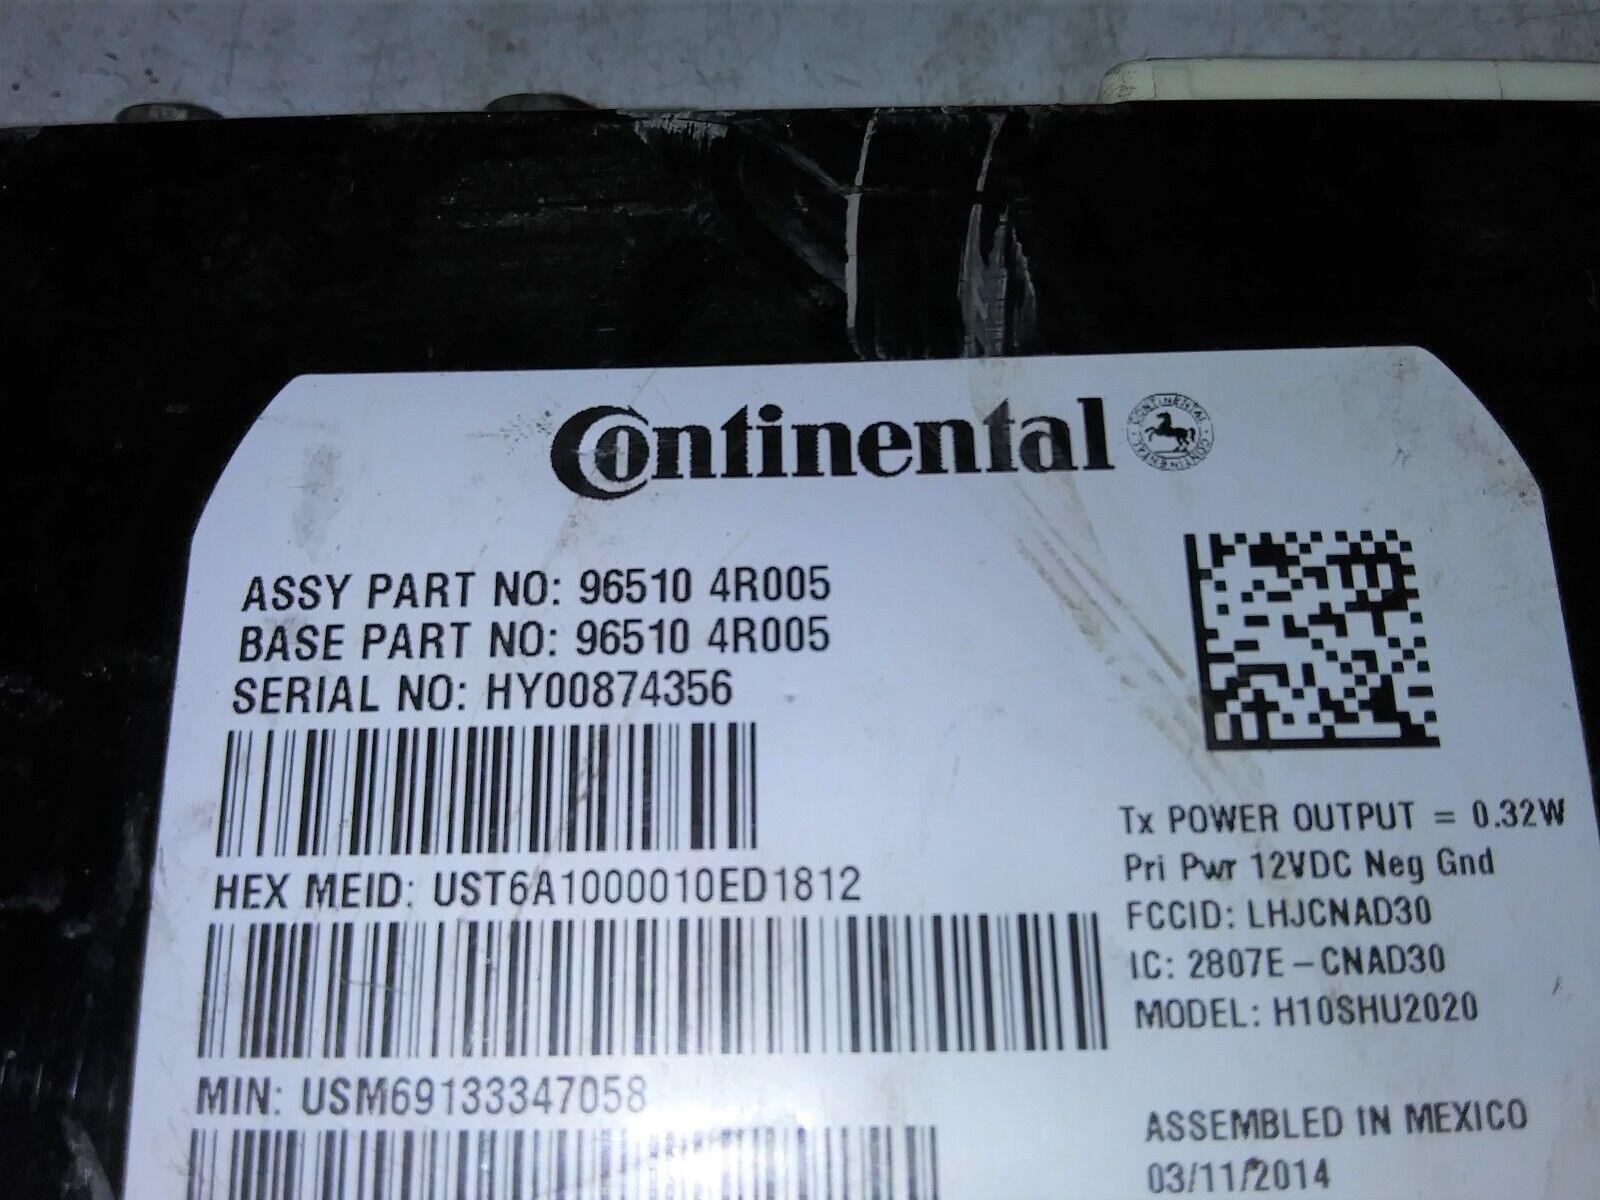 Continental
CONTINENTAL · CONTINENTAL ·
ASSY PART NO: 96510 4R005
BASE PART NO: 96510 4R005
SERIAL NO: HY00874356
HEX MEID: UST6A1000010ED1812
MIN: USM69133347058
Tx POWER OUTPUT = 0.32W
Pri Pwr 12VDC Neg Gnd
FCCID: LHJCNAD30
IC: 2807E-CNAD30
MODEL: H10SHU2020
ASSEMBLED IN MEXICO
03/11/2014